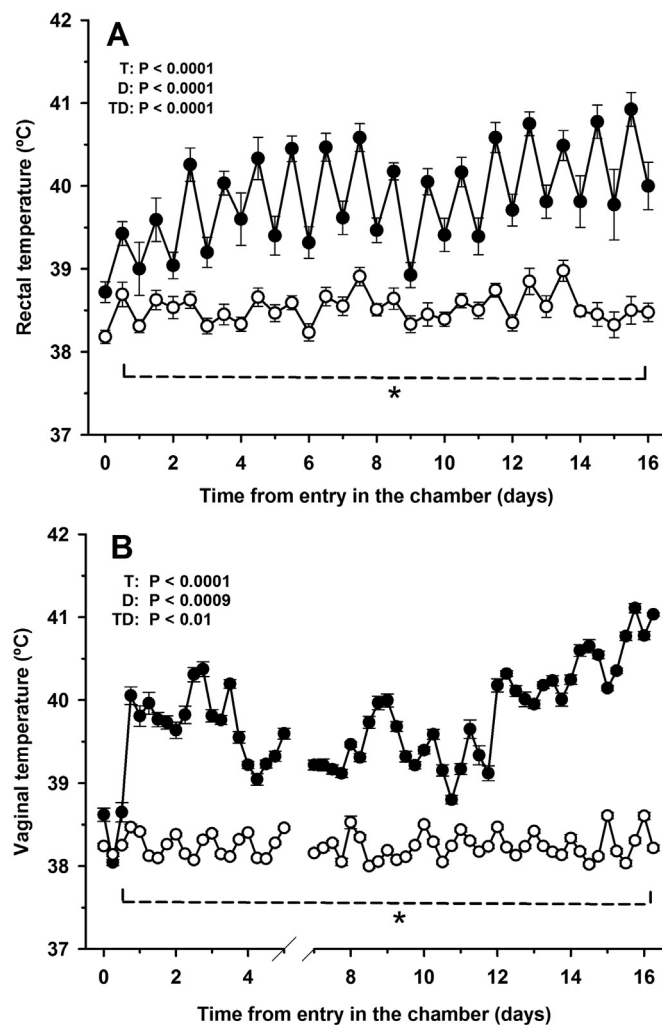 A
T: P < 0.0001
D: P < 0.0001
TD: P < 0.0001
42
41
40
39
38
37
Rectal temperature (ºC)
*
0 2 4 6 8 10 12 14 16
Time from entry in the chamber (days)
B
T: P < 0.0001
D: P < 0.0009
TD: P < 0.01
42
41
40
39
38
37
Vaginal temperature (ºC)
*
0 2 4 8 10 12 14 16
Time from entry in the chamber (days)